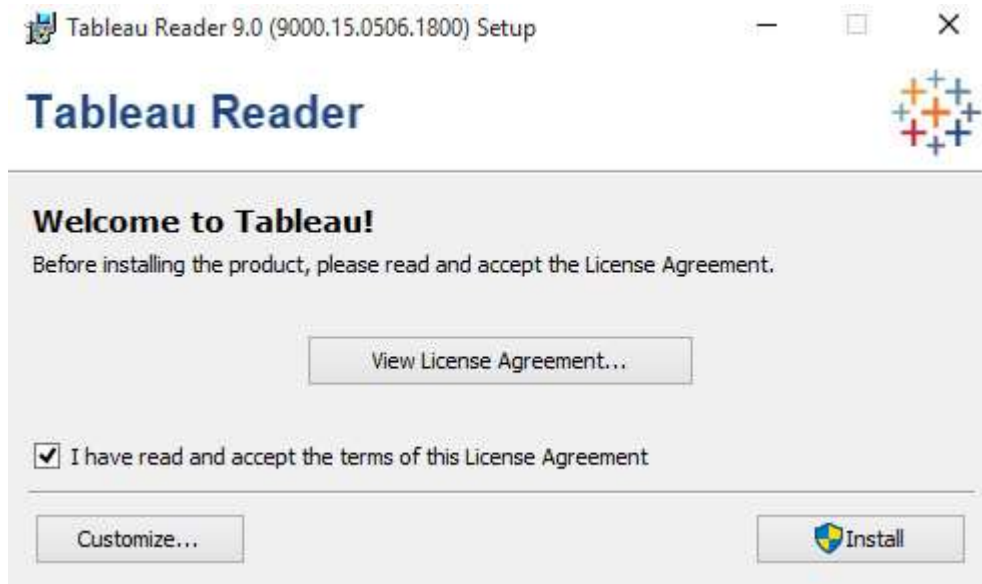 Tableau Reader 9.0 (9000.15.0506.1800) Setup
Tableau Reader
Welcome to Tableau!
Before installing the product, please read and accept the License Agreement.
View License Agreement...
I have read and accept the terms of this License Agreement
Customize...
Install